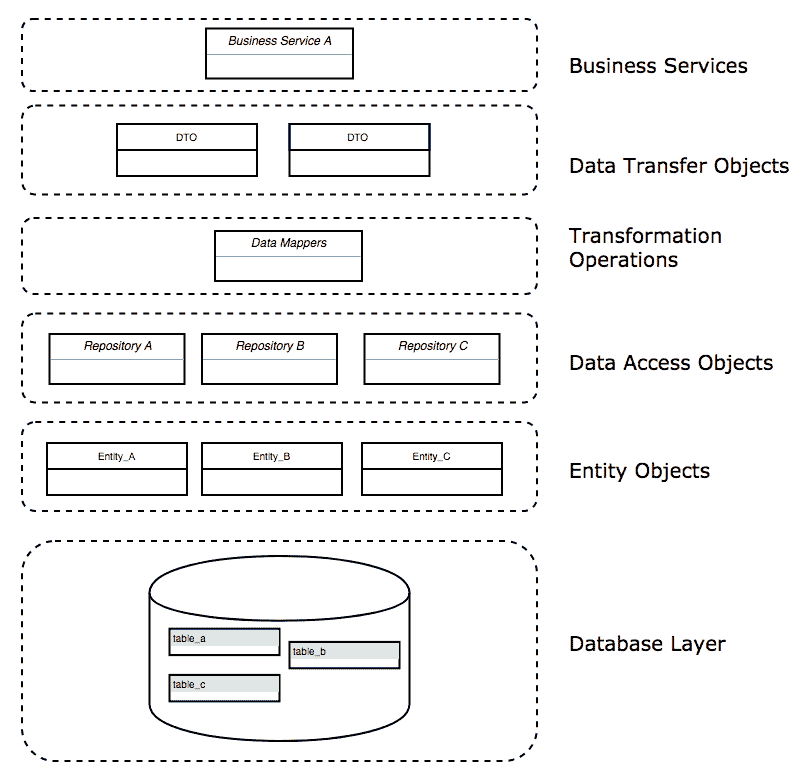 Business Service A
Business Services
DTO
DTO
Data Transfer Objects
Data Mappers
Transformation
Operations
Repository A
Repository B
Repository C
Data Access Objects
Entity_A
Entity_B
Entity_C
Entity Objects
table_a
table_b
table_c
Database Layer